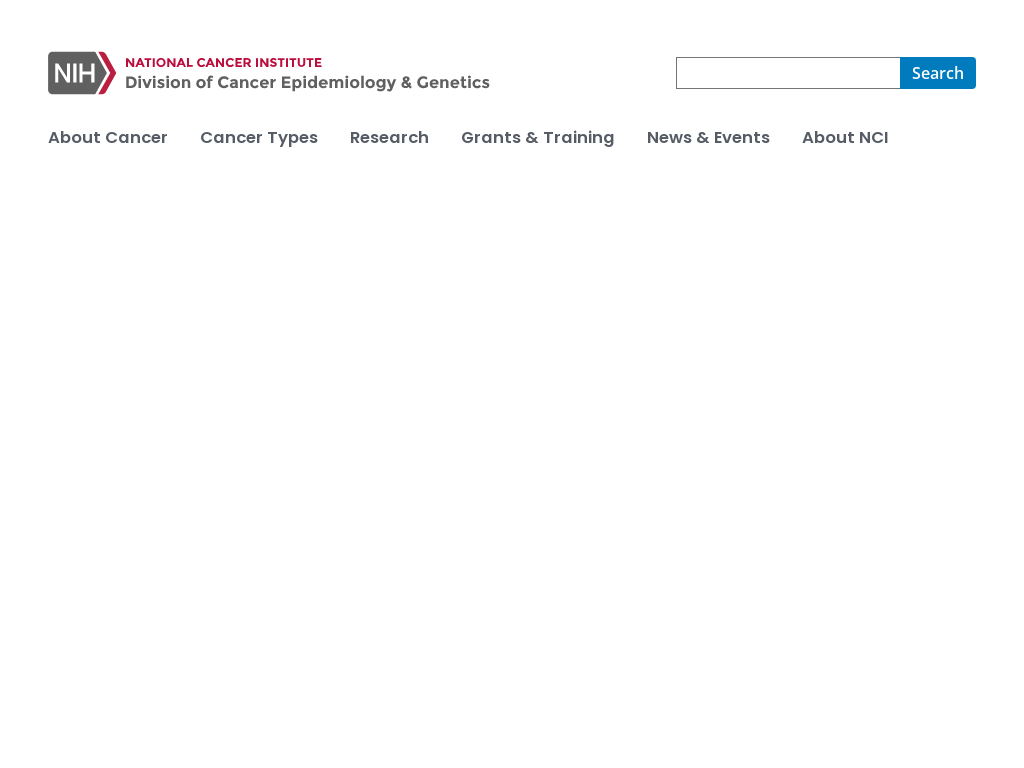 NIH
NATIONAL CANCER INSTITUTE
Division of Cancer Epidemiology & Genetics
Search
About Cancer
Cancer Types
Research
Grants & Training
News & Events
About NCI